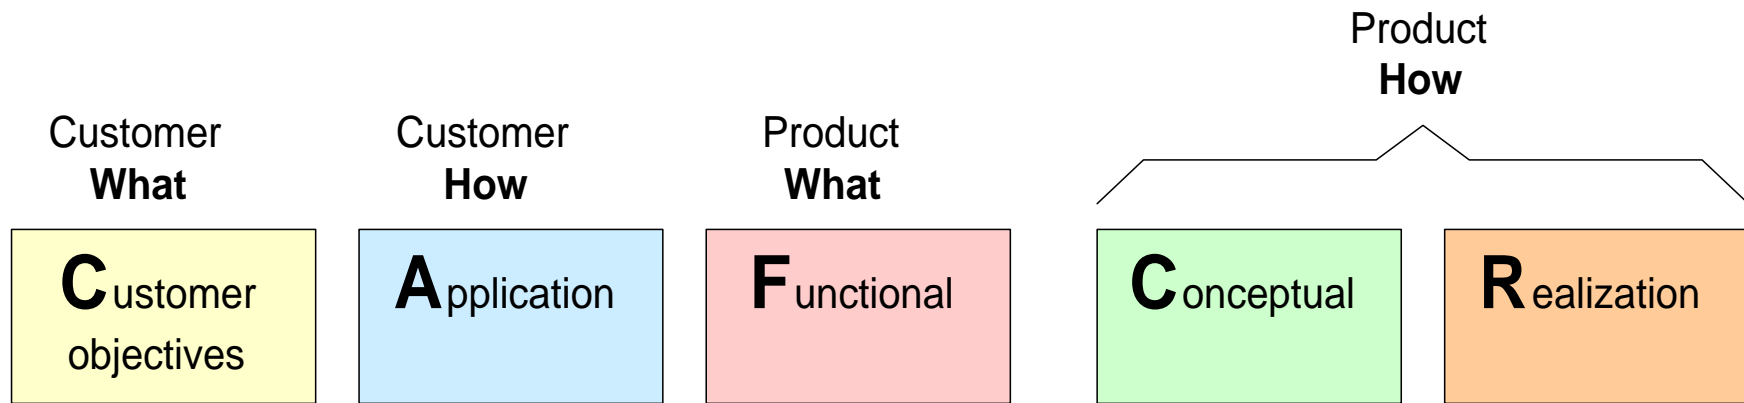 Product
How
Customer
What
Customer
How
Product
What
Customer
objectives
Application
Functional
Conceptual
Realization